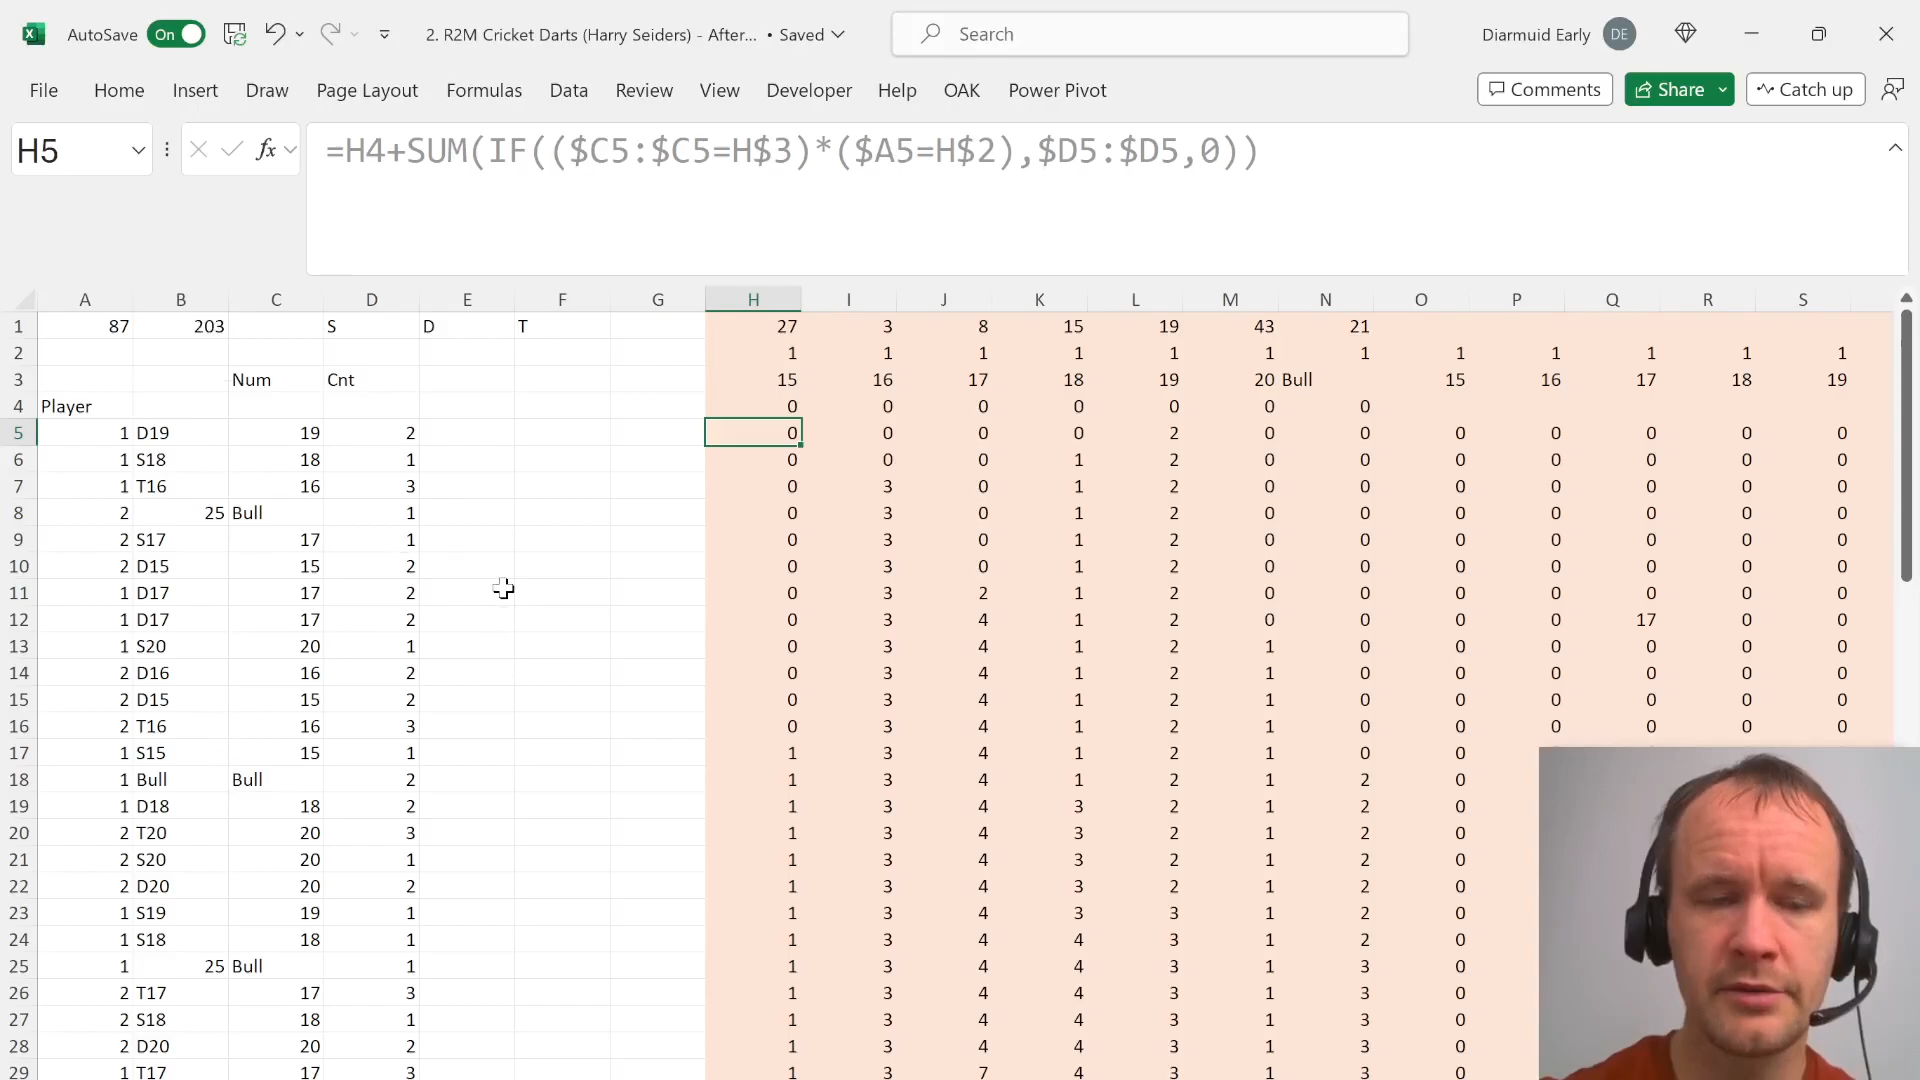 AutoSave On 2. R2M Cricket Darts (Harry Seiders) - After... • Saved Search Diarmuid Early DE
File Home Insert Draw Page Layout Formulas Data Review View Developer Help OAK Power Pivot Comments Share Catch up
H5 fx =H4+SUM(IF(($C5:$C5=H$3)*($A5=H$2),$D5:$D5,0))
A B C D E F G H I J K L M N O P Q R S
1 87 203 S D T 27 3 8 15 19 43 21
2 1 1 1 1 1 1 1 1 1 1 1 1
3 Num Cnt 15 16 17 18 19 20 Bull 15 16 17 18 19
4 Player 0 0 0 0 0 0 0
5 1 D19 19 2 0 0 0 0 2 0 0 0 0 0 0 0
6 1 S18 18 1 0 0 0 1 2 0 0 0 0 0 0 0
7 1 T16 16 3 0 3 0 1 2 0 0 0 0 0 0 0
8 2 25 Bull 1 0 3 0 1 2 0 0 0 0 0 0 0
9 2 S17 17 1 0 3 0 1 2 0 0 0 0 0 0 0
10 2 D15 15 2 0 3 0 1 2 0 0 0 0 0 0 0
11 1 D17 17 2 0 3 2 1 2 0 0 0 0 0 0 0
12 1 D17 17 2 0 3 4 1 2 0 0 0 0 17 0 0
13 1 S20 20 1 0 3 4 1 2 1 0 0 0 0 0 0
14 2 D16 16 2 0 3 4 1 2 1 0 0 0 0 0 0
15 2 D15 15 2 0 3 4 1 2 1 0 0 0 0 0 0
16 2 T16 16 3 0 3 4 1 2 1 0 0 0 0 0 0
17 1 S15 15 1 1 3 4 1 2 1 0 0
18 1 Bull Bull 2 1 3 4 1 2 1 2 0
19 1 D18 18 2 1 3 4 3 2 1 2 0
20 2 T20 20 3 1 3 4 3 2 1 2 0
21 2 S20 20 1 1 3 4 3 2 1 2 0
22 2 D20 20 2 1 3 4 3 2 1 2 0
23 1 S19 19 1 1 3 4 3 3 1 2 0
24 1 S18 18 1 1 3 4 4 3 1 2 0
25 1 25 Bull 1 1 3 4 4 3 1 3 0
26 2 T17 17 3 1 3 4 4 3 1 3 0
27 2 S18 18 1 1 3 4 4 3 1 3 0
28 2 D20 20 2 1 3 4 4 3 1 3 0
29 1 T17 17 3 1 3 7 4 3 1 3 0